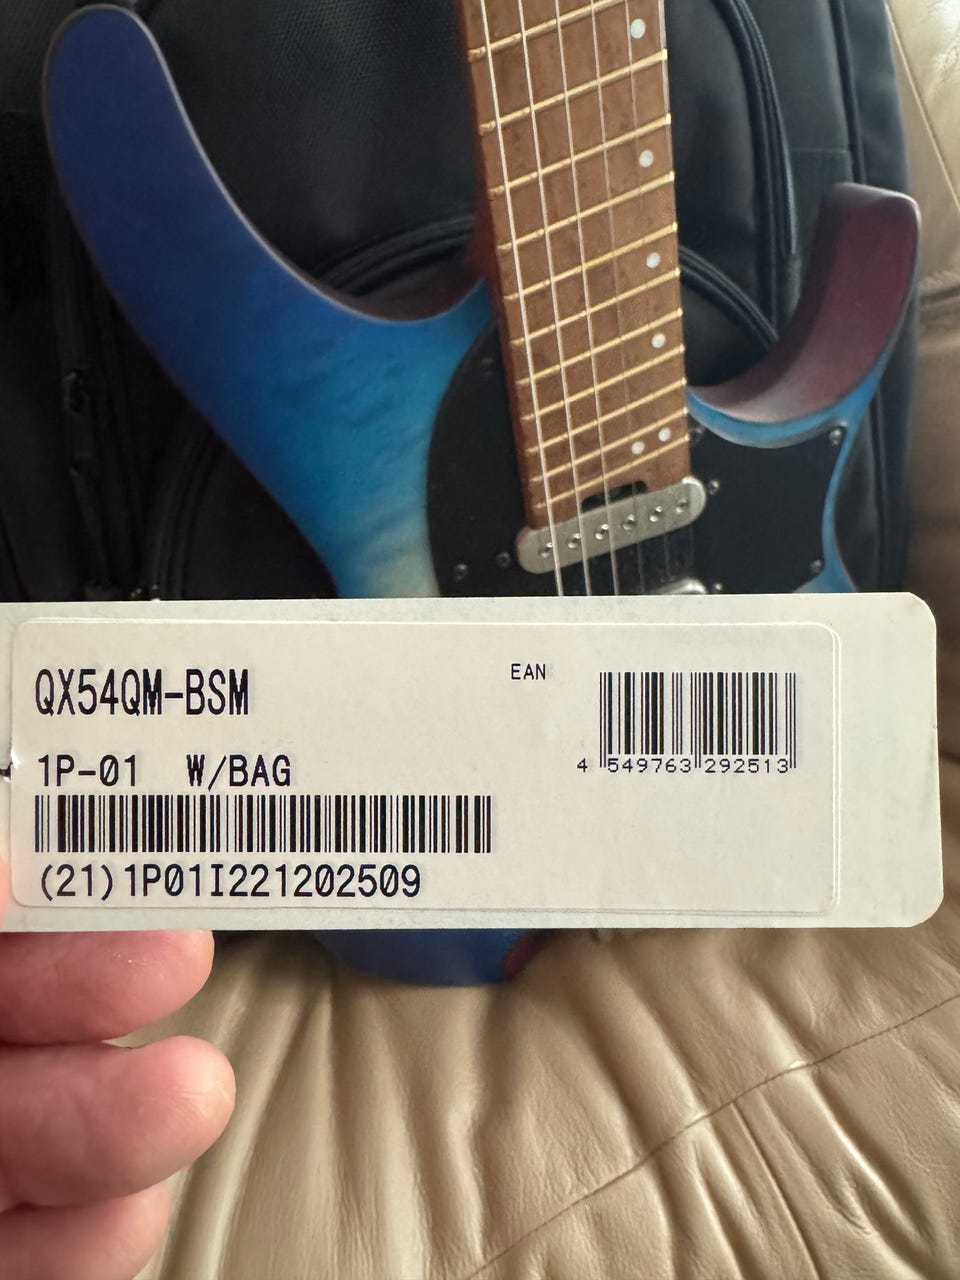 QX54QM-BSM
EAN
4 549763 292513
1P-01 W/BAG
(21)1P01I221202509